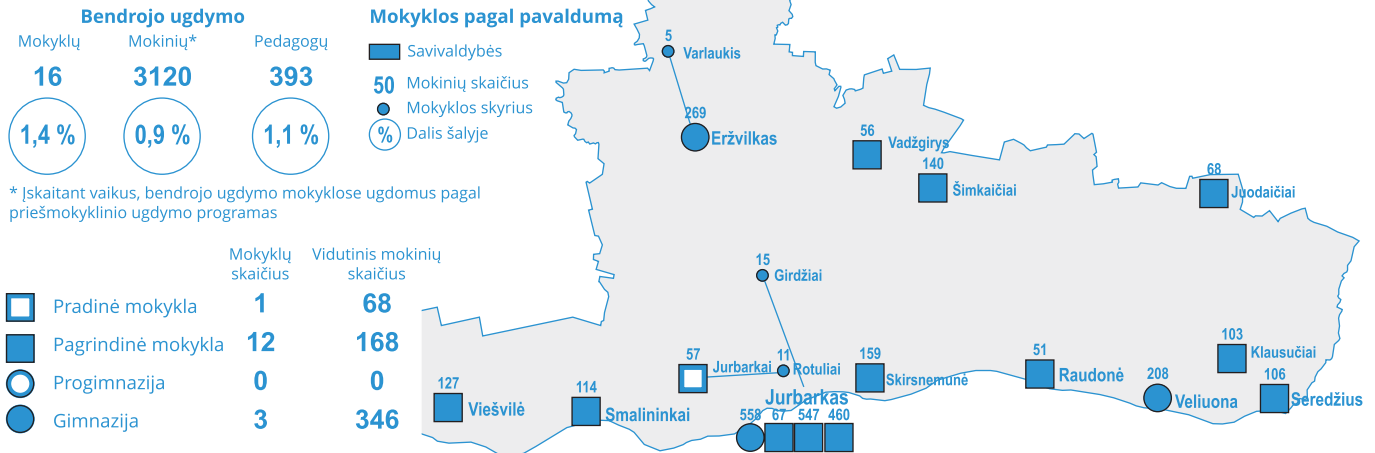 Bendrojo ugdymo
Mokyklų Mokinių* Pedagogų
16 3120 393
1,4 % 0,9 % 1,1 %
* Įskaitant vaikus, bendrojo ugdymo mokyklose ugdomus pagal
priešmokyklinio ugdymo programas
Mokyklos pagal pavaldumą
Savivaldybės
50 Mokinių skaičius
Mokyklos skyrius
% Dalis šalyje
Mokyklų
skaičius
Vidutinis mokinių
skaičius
Pradinė mokykla 1 68
Pagrindinė mokykla 12 168
Progimnazija 0 0
Gimnazija 3 346
5
Varlaukis
269
Eržvilkas
56
Vadžgirys
140
Šimkaičiai
68
Juodaičiai
15
Girdžiai
57
Jurbarkai
11
Rotuliai
159
Skirsnemunė
51
Raudonė
103
Klausučiai
208
Veliuona
106
Seredžius
127
Viešvilė
114
Smalininkai
Jurbarkas
558 67 547 460